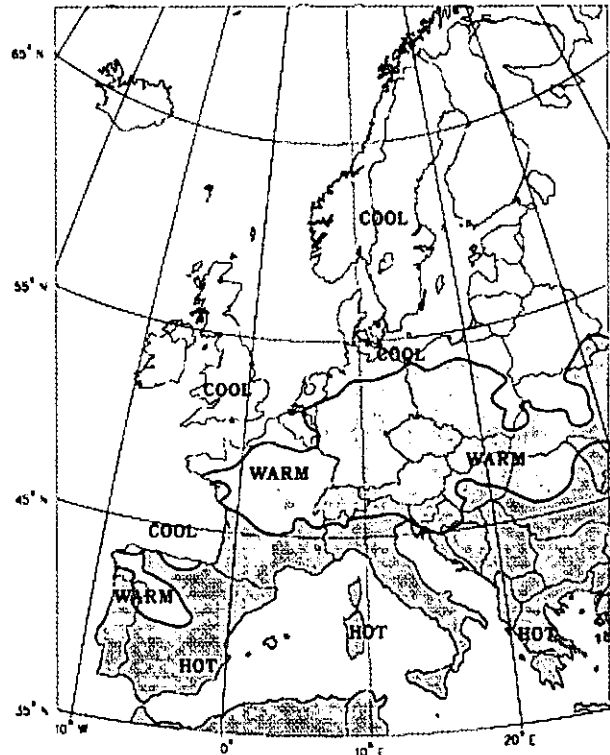 65° N
COOL
55° N
COOL
COOL
WARM
WARM
45° N
COOL
WARM
HOT
HOT
HOT
35° N
10° W
0°
10° E
20° E